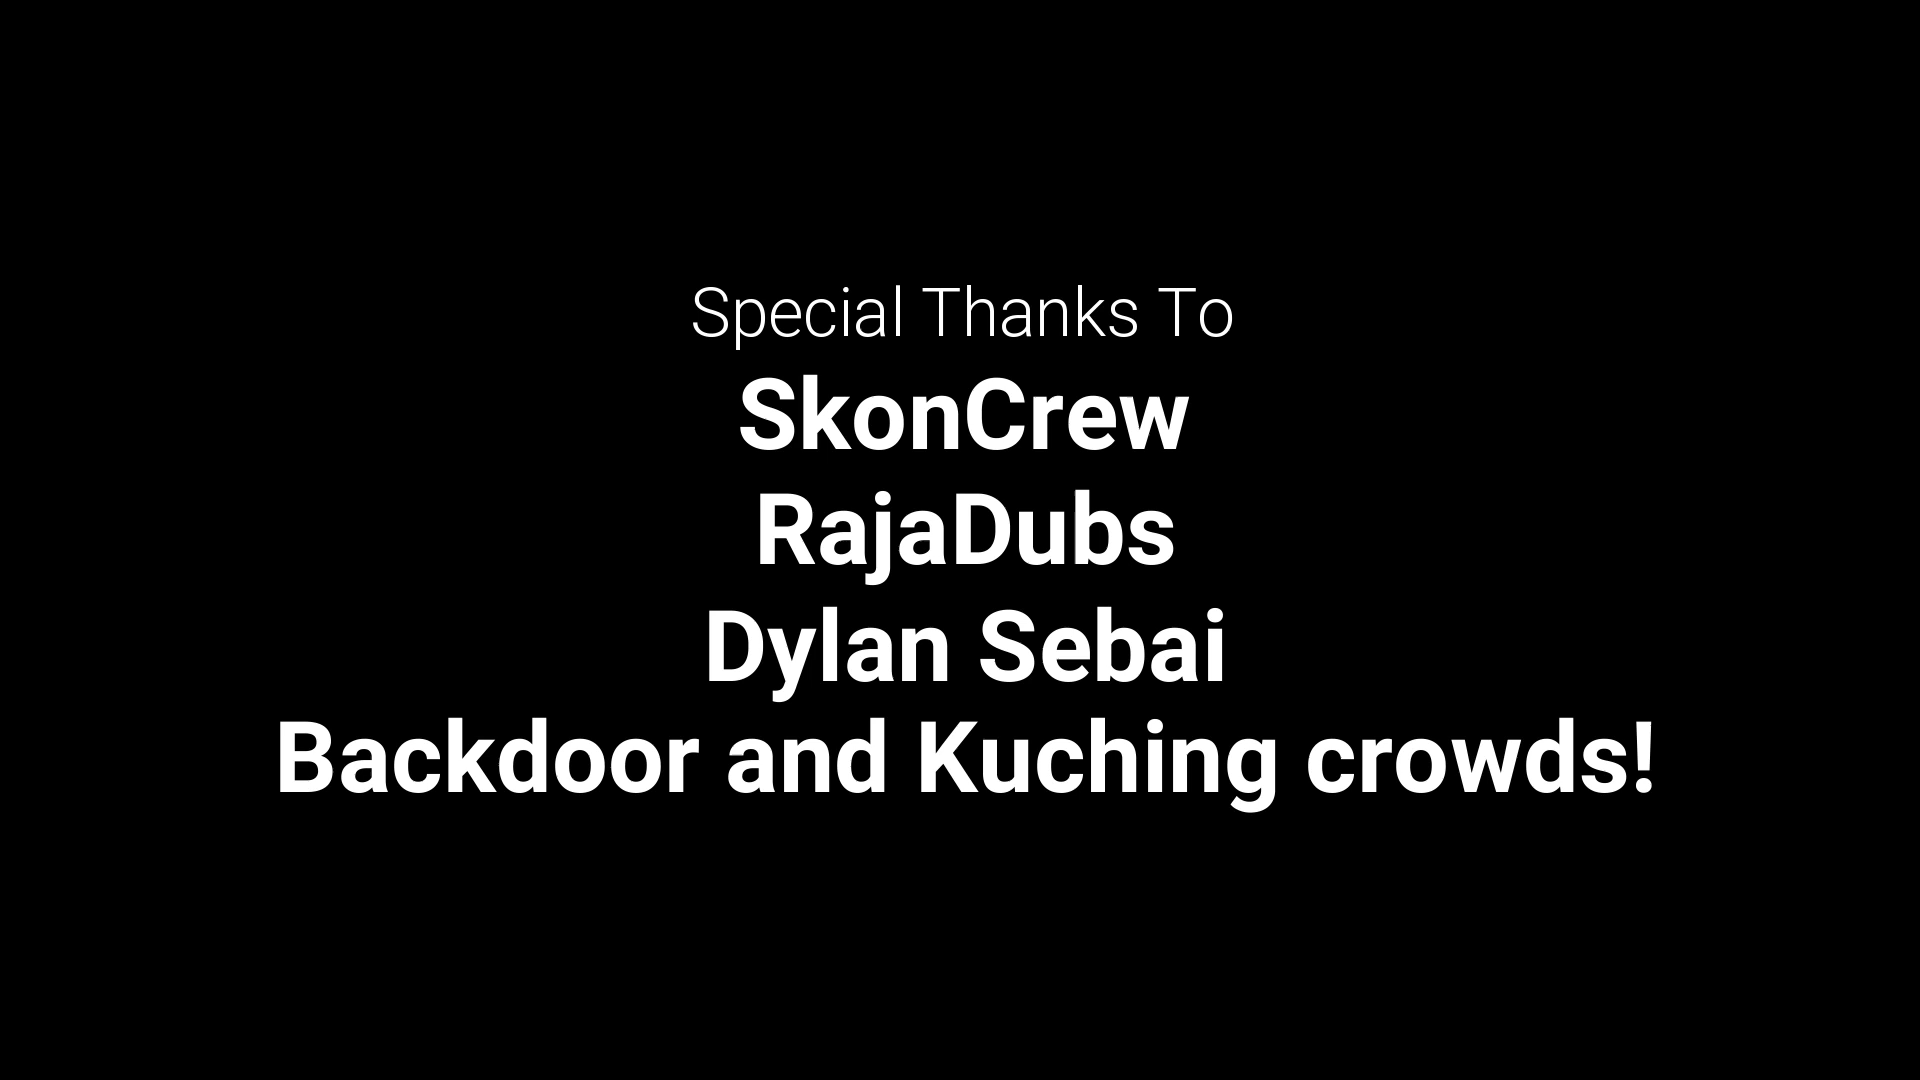 Special Thanks To
SkonCrew
RajaDubs
Dylan Sebai
Backdoor and Kuching crowds!